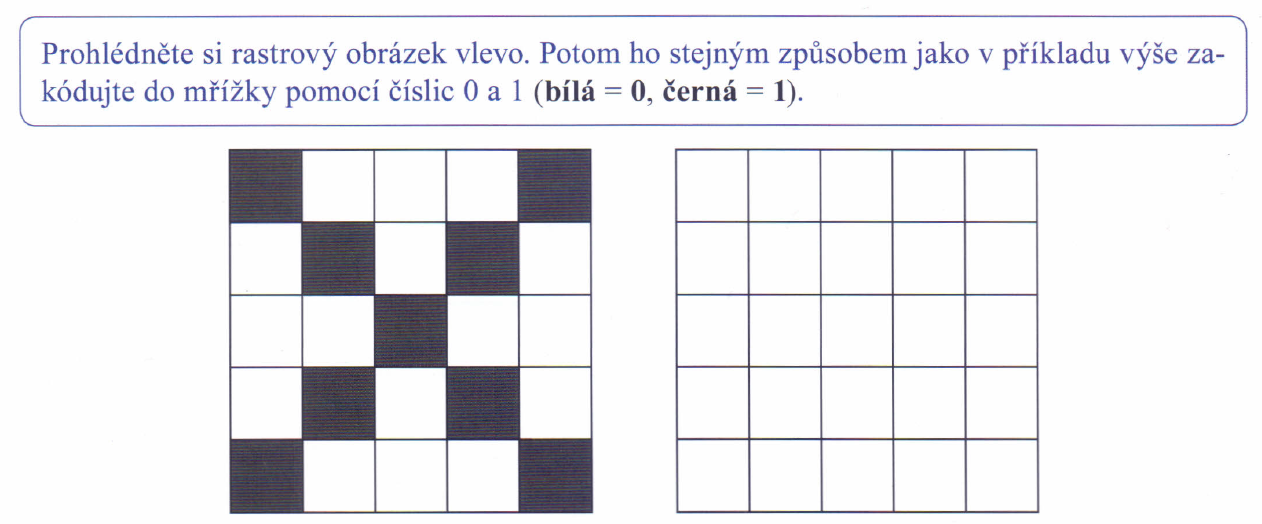 Prohlédněte si rastrový obrázek vlevo. Potom ho stejným způsobem jako v příkladu výše za-
kódujte do mřížky pomocí číslic 0 a 1 (bílá = 0, černá = 1).